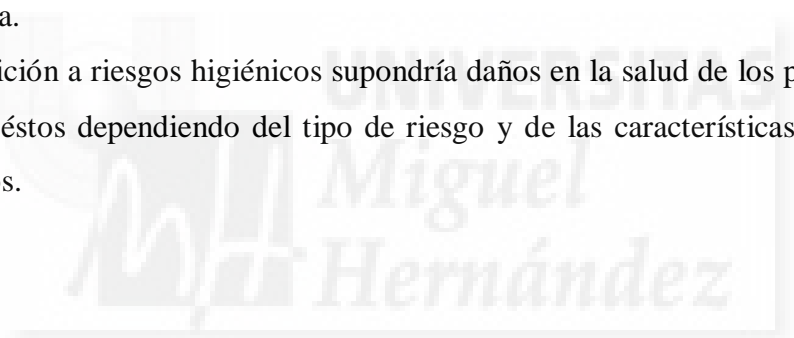 a.
ición a riesgos higiénicos supondría daños en la salud de los p
éstos dependiendo del tipo de riesgo y de las características
os.
UNIVERSITAS
Miguel
Hernández